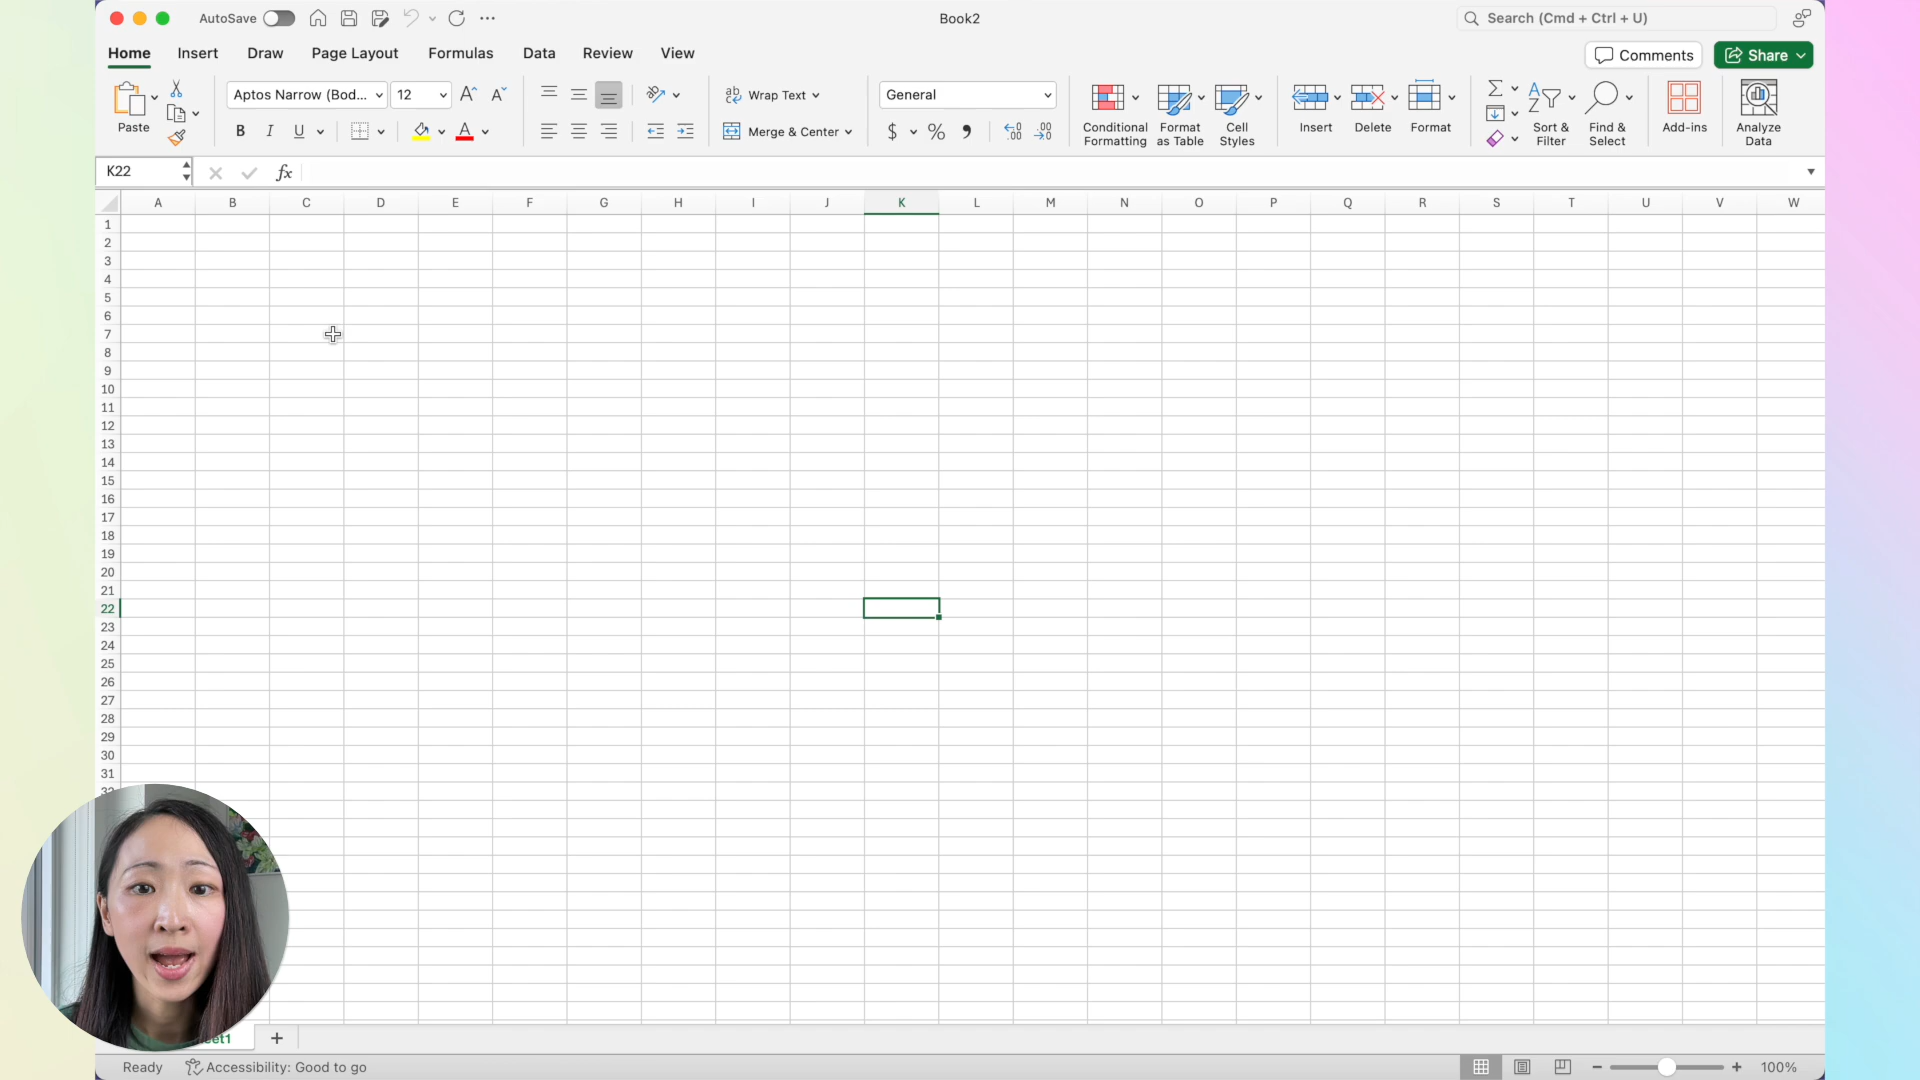 AutoSave
Book2
Search (Cmd + Ctrl + U)
Home Insert Draw Page Layout Formulas Data Review View
Comments
Share
Paste
Aptos Narrow (Bod...
12
B I U
Wrap Text
Merge & Center
General
$ % 9
Conditional Formatting
Format as Table
Cell Styles
Insert
Delete
Format
Sort & Filter
Find & Select
Add-ins
Analyze Data
K22
fx
A B C D E F G H I J K L M N O P Q R S T U V W
1
2
3
4
5
6
7
8
9
10
11
12
13
14
15
16
17
18
19
20
21
22
23
24
25
26
27
28
29
30
31
Ready
Accessibility: Good to go
100%